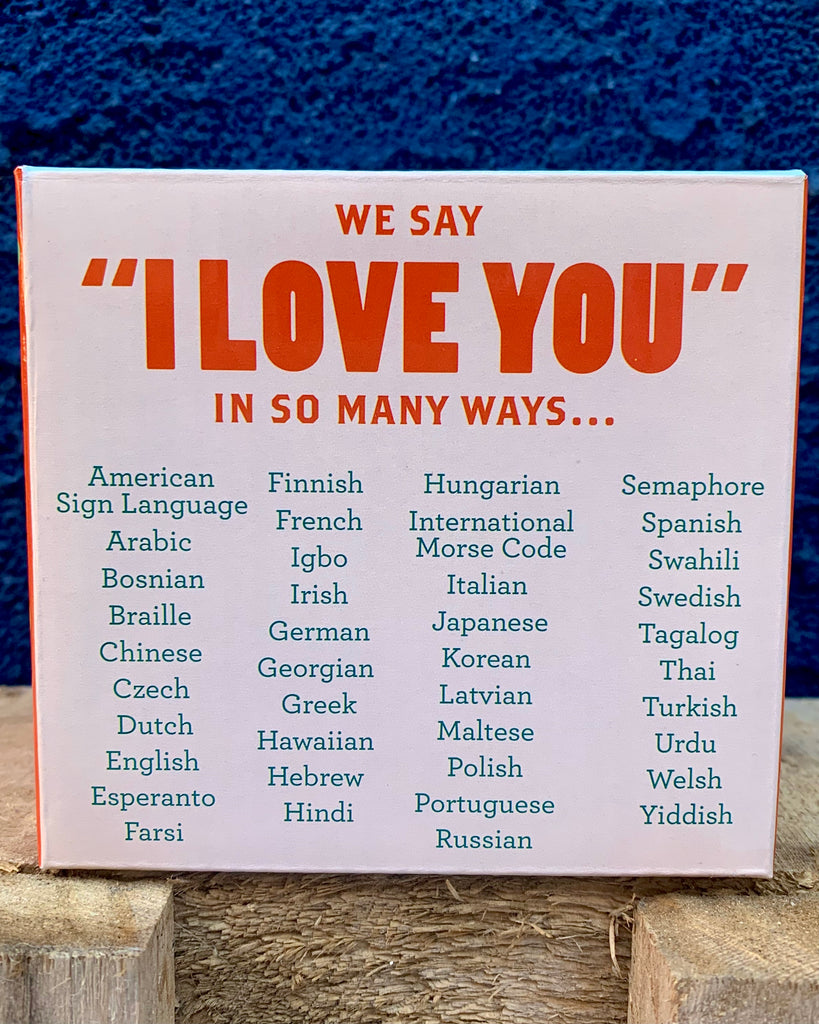 WE SAY
“I LOVE YOU”
IN SO MANY WAYS...
American
Sign Language
Arabic
Bosnian
Braille
Chinese
Czech
Dutch
English
Esperanto
Farsi
Finnish
French
Igbo
Irish
German
Georgian
Greek
Hawaiian
Hebrew
Hindi
Hungarian
International
Morse Code
Italian
Japanese
Korean
Latvian
Maltese
Polish
Portuguese
Russian
Semaphore
Spanish
Swahili
Swedish
Tagalog
Thai
Turkish
Urdu
Welsh
Yiddish